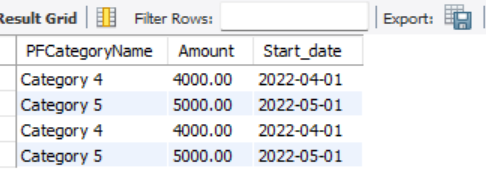 Result Grid Filter Rows: Export:
PFCategoryName Amount Start_date
Category 4 4000.00 2022-04-01
Category 5 5000.00 2022-05-01
Category 4 4000.00 2022-04-01
Category 5 5000.00 2022-05-01